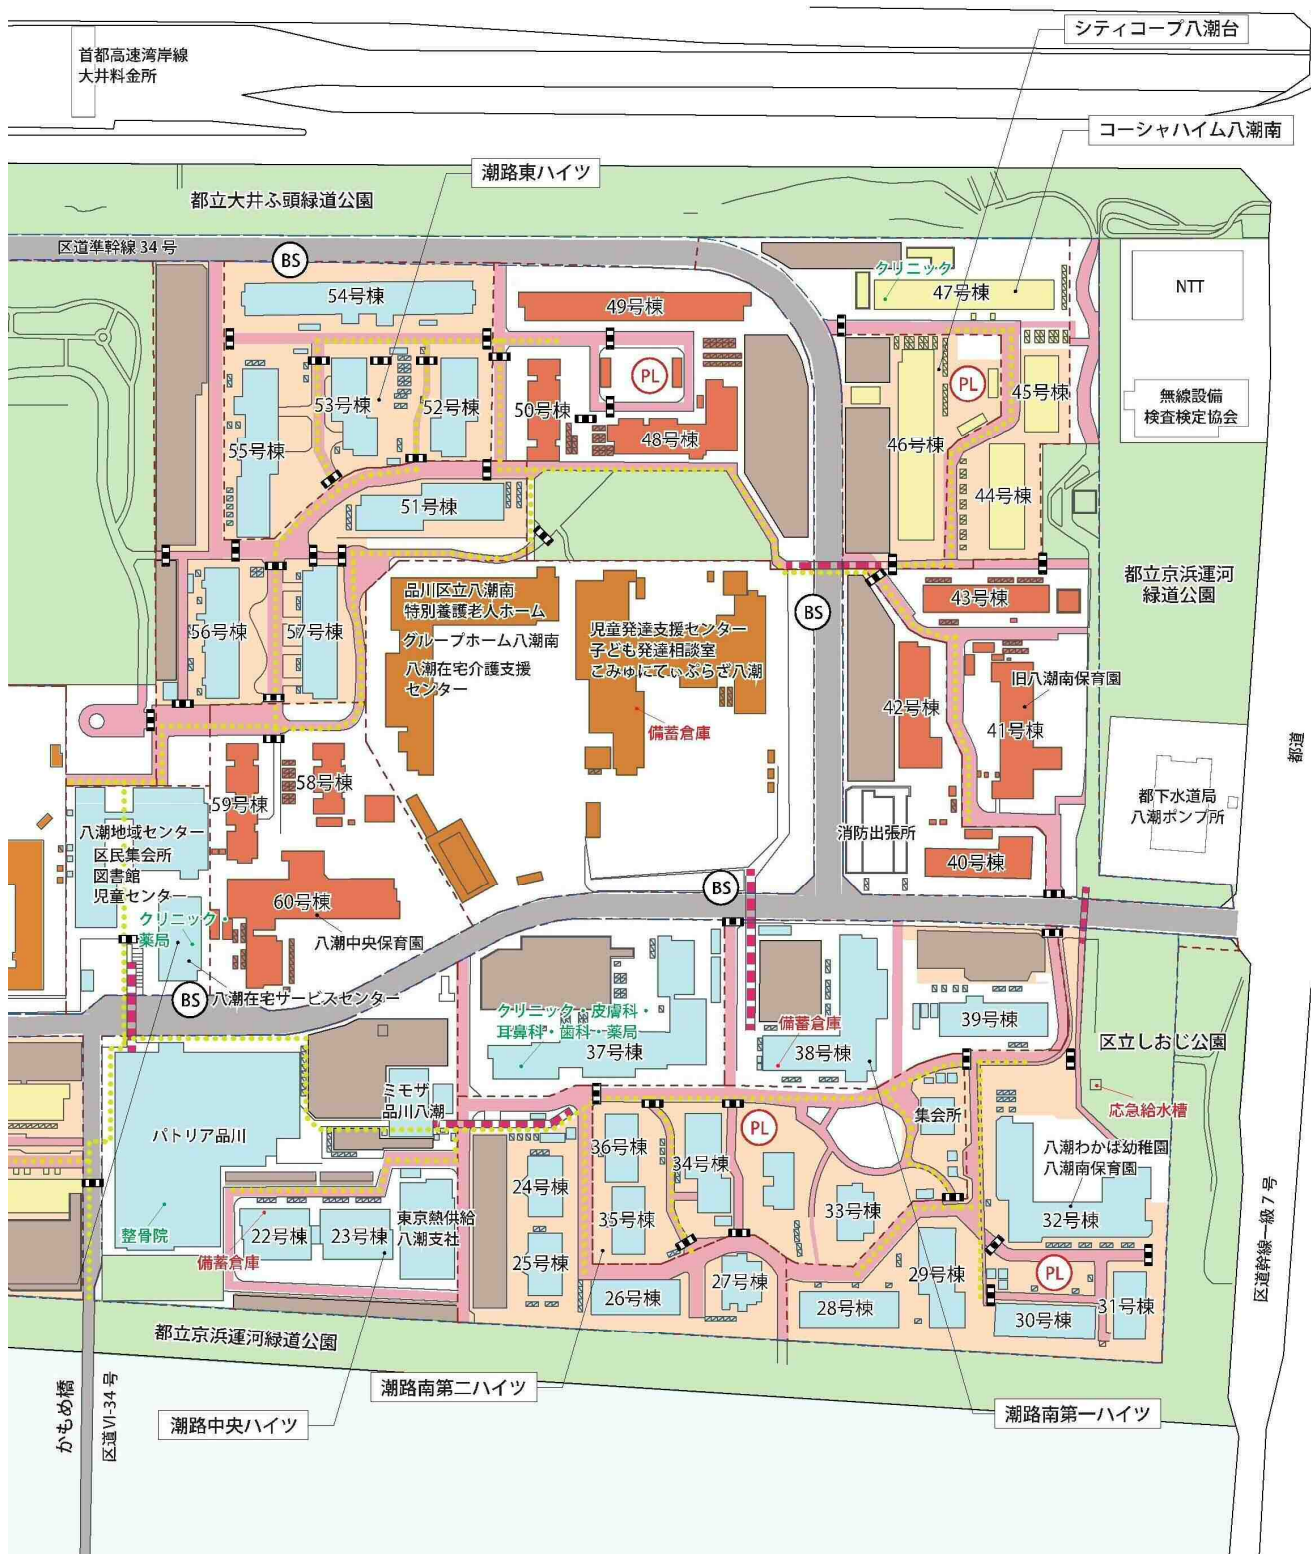 シティコープ八潮台
首都高速湾岸線
大井料金所
コーシャハイム八潮南
潮路東ハイツ
都立大井ふ頭緑道公園
区道準幹線 34 号
BS
クリニック
47号棟
NTT
54号棟
49号棟
PL
PL
45号棟
無線設備
検査検定協会
53号棟
52号棟
50号棟
48号棟
46号棟
55号棟
44号棟
51号棟
都立京浜運河
緑道公園
品川区立八潮南
特別養護老人ホーム
グループホーム八潮南
八潮在宅介護支援
センター
児童発達支援センター
子ども発達相談室
こみゅにてぃぷらざ八潮
備蓄倉庫
BS
43号棟
56号棟
57号棟
旧八潮南保育園
42号棟
41号棟
都道
58号棟
59号棟
都下水道局
八潮ポンプ所
八潮地域センター
区民集会所
図書館
児童センター
消防出張所
40号棟
クリニック・
薬局
60号棟
八潮中央保育園
BS
BS
八潮在宅サービスセンター
クリニック・皮膚科・
耳鼻科・歯科・薬局
37号棟
備蓄倉庫
38号棟
39号棟
区立しおじ公園
応急給水槽
ミモザ
品川八潮
パトリア品川
集会所
PL
36号棟
34号棟
八潮わかば幼稚園
八潮南保育園
24号棟
35号棟
33号棟
32号棟
整骨院
22号棟
23号棟
備蓄倉庫
東京熱供給
八潮支社
25号棟
27号棟
29号棟
PL
26号棟
28号棟
30号棟
31号棟
区道幹線一級 7 号
都立京浜運河緑道公園
かもめ橋
区道Ⅵ-34 号
潮路南第二ハイツ
潮路中央ハイツ
潮路南第一ハイツ